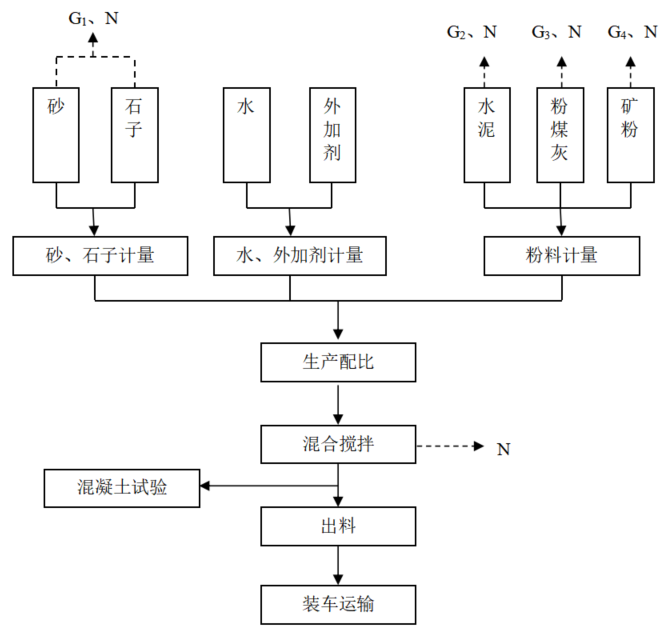 G₁、N
G₂、N
G₃、N
G₄、N
砂
石子
水
外加剂
水泥
粉煤灰
矿粉
砂、石子计量
水、外加剂计量
粉料计量
生产配比
混合搅拌
N
混凝土试验
出料
装车运输